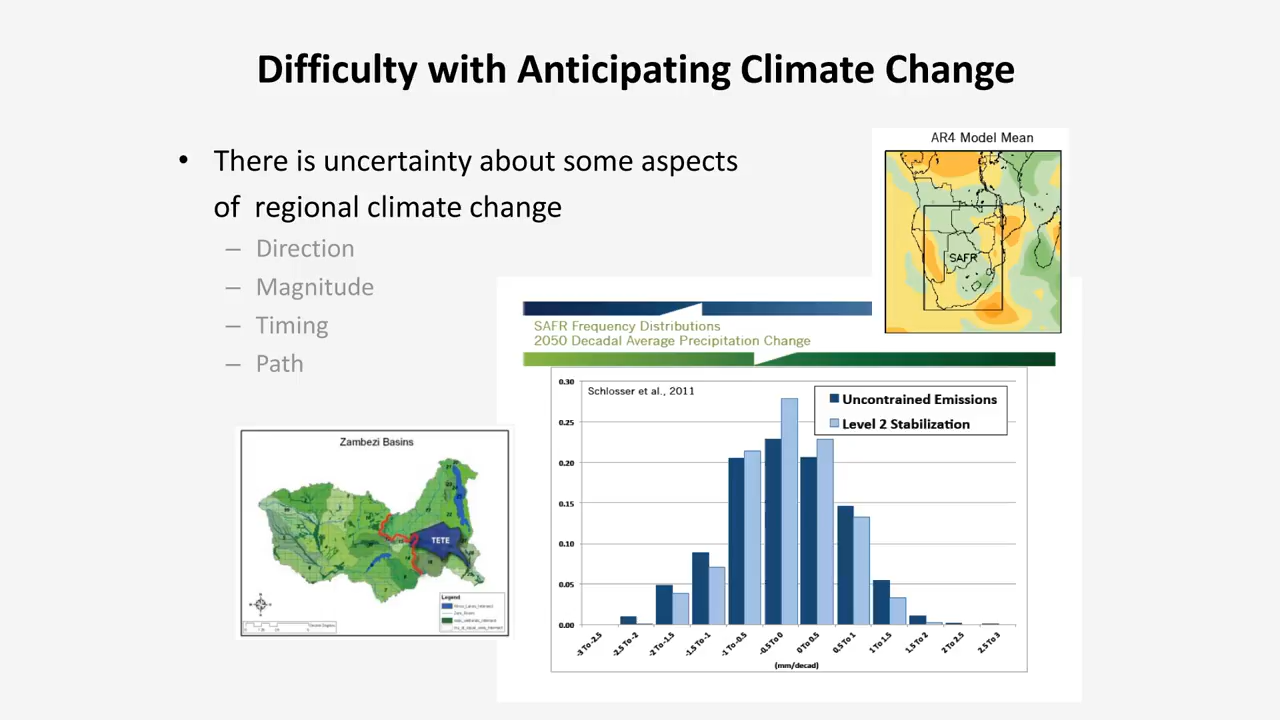 Difficulty with Anticipating Climate Change
• There is uncertainty about some aspects
of regional climate change
– Direction
– Magnitude
– Timing
– Path
AR4 Model Mean
SAFR
SAFR Frequency Distributions
2050 Decadal Average Precipitation Change
Schlosser et al., 2011
Uncontrained Emissions
Level 2 Stabilization
0.30
0.25
0.20
0.15
0.10
0.05
0.00
-3 To -2.5
-2.5 To -2
-2 To -1.5
-1.5 To -1
-1 To -0.5
-0.5 To 0
0 To 0.5
0.5 To 1
1 To 1.5
1.5 To 2
2 To 2.5
2.5 To 3
(mm/decad)
Zambezi Basins
TETE
Legend